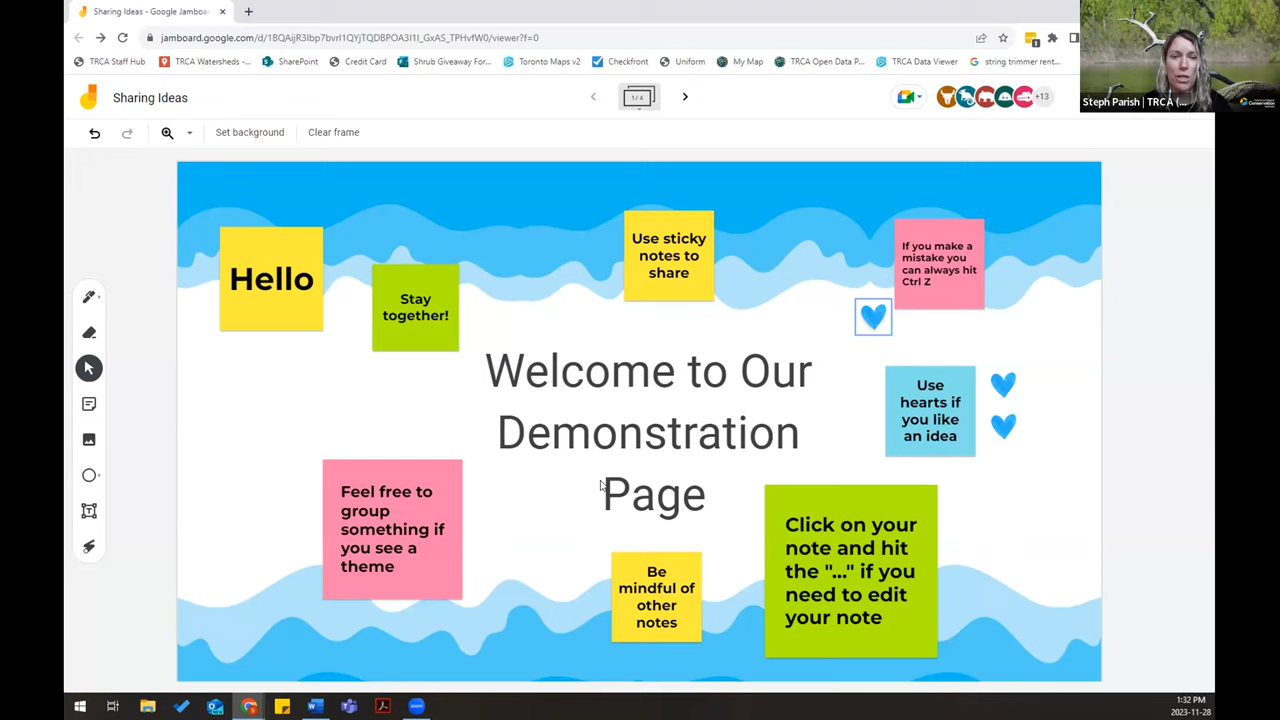 Sharing Ideas - Google Jamboa
jamboard.google.com/d/1BQAijR3Ibp7bvrI1QYjTQDBPOA3I1I_GxAS_TPHvfW0/viewer?f=0
TRCA Staff Hub
TRCA Watersheds -...
SharePoint
Credit Card
Shrub Giveaway For...
Toronto Maps v2
Checkfront
Uniform
My Map
TRCA Open Data P...
TRCA Data Viewer
string trimmer rent...
Steph Parish | TRCA (...
Sharing Ideas
1 / 4
+13
Set background
Clear frame
Hello
Stay
together!
Use sticky
notes to
share
If you make a
mistake you
can always hit
Ctrl Z
Welcome to Our
Demonstration
Page
Use
hearts if
you like
an idea
Feel free to
group
something if
you see a
theme
Be
mindful of
other
notes
Click on your
note and hit
the "..." if you
need to edit
your note
1:32 PM
2023-11-28